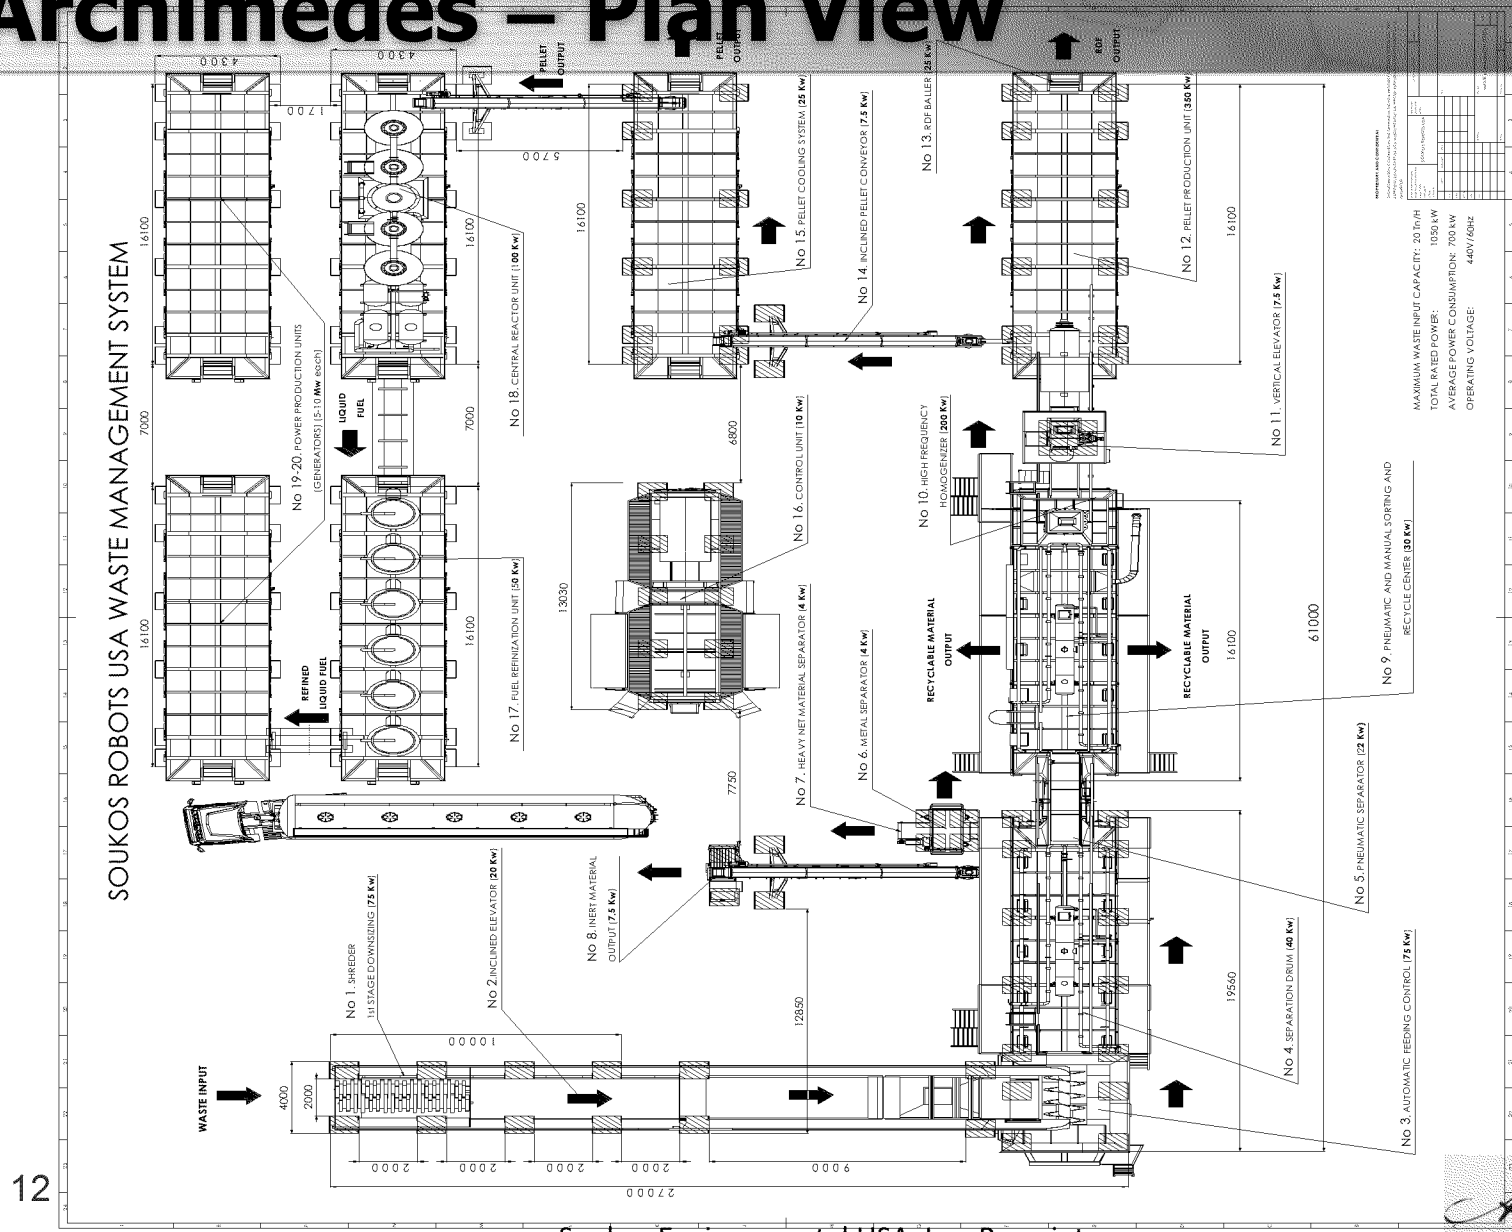 Archimedes – Plan View
SOUKOS ROBOTS USA WASTE MANAGEMENT SYSTEM
WASTE INPUT
No 1. SHREDER
1st STAGE DOWNSIZING (75 Kw)
No 2. INCLINED ELEVATOR (20 Kw)
No 3. AUTOMATIC FEEDING CONTROL (75 Kw)
No 4. SEPARATION DRUM (40 Kw)
No 5. PNEUMATIC SEPARATOR (22 Kw)
No 6. METAL SEPARATOR (4 Kw)
No 7. HEAVY NET MATERIAL SEPARATOR (4 Kw)
No 8. INERT MATERIAL
OUTPUT (7,5 Kw)
No 9. PNEUMATIC AND MANUAL SORTING AND
RECYCLE CENTER (30 Kw)
No 10. HIGH FREQUENCY
HOMOGENIZER (200 Kw)
No 11. VERTICAL ELEVATOR (7,5 Kw)
No 12. PELLET PRODUCTION UNIT (350 Kw)
No 13. RDF BALLER (25 Kw)
No 14. INCLINED PELLET CONVEYOR (7.5 Kw)
No 15. PELLET COOLING SYSTEM (25 Kw)
No 16. CONTROL UNIT (10 Kw)
No 17. FUEL REFINIZATION UNIT (50 Kw)
No 18. CENTRAL REACTOR UNIT (100 Kw)
No 19-20. POWER PRODUCTION UNITS
(GENERATORS) (5-10 Mw each)
LIQUID
FUEL
REFINED
LIQUID FUEL
PELLET
OUTPUT
PELLET
OUTPUT
RDF
OUTPUT
RECYCLABLE MATERIAL
OUTPUT
RECYCLABLE MATERIAL
OUTPUT
MAXIMUM WASTE INPUT CAPACITY: 20 Tn/H
TOTAL RATED POWER: 1050 kW
AVERAGE POWER CONSUMPTION: 700 kW
OPERATING VOLTAGE: 440V/60Hz
4300
4300
1700
5700
16100
16100
16100
16100
7000
7000
6800
16100
16100
13030
7750
12850
16100
61000
19560
10000
4000
2000
2000
2000
2000
2000
9000
27000
12